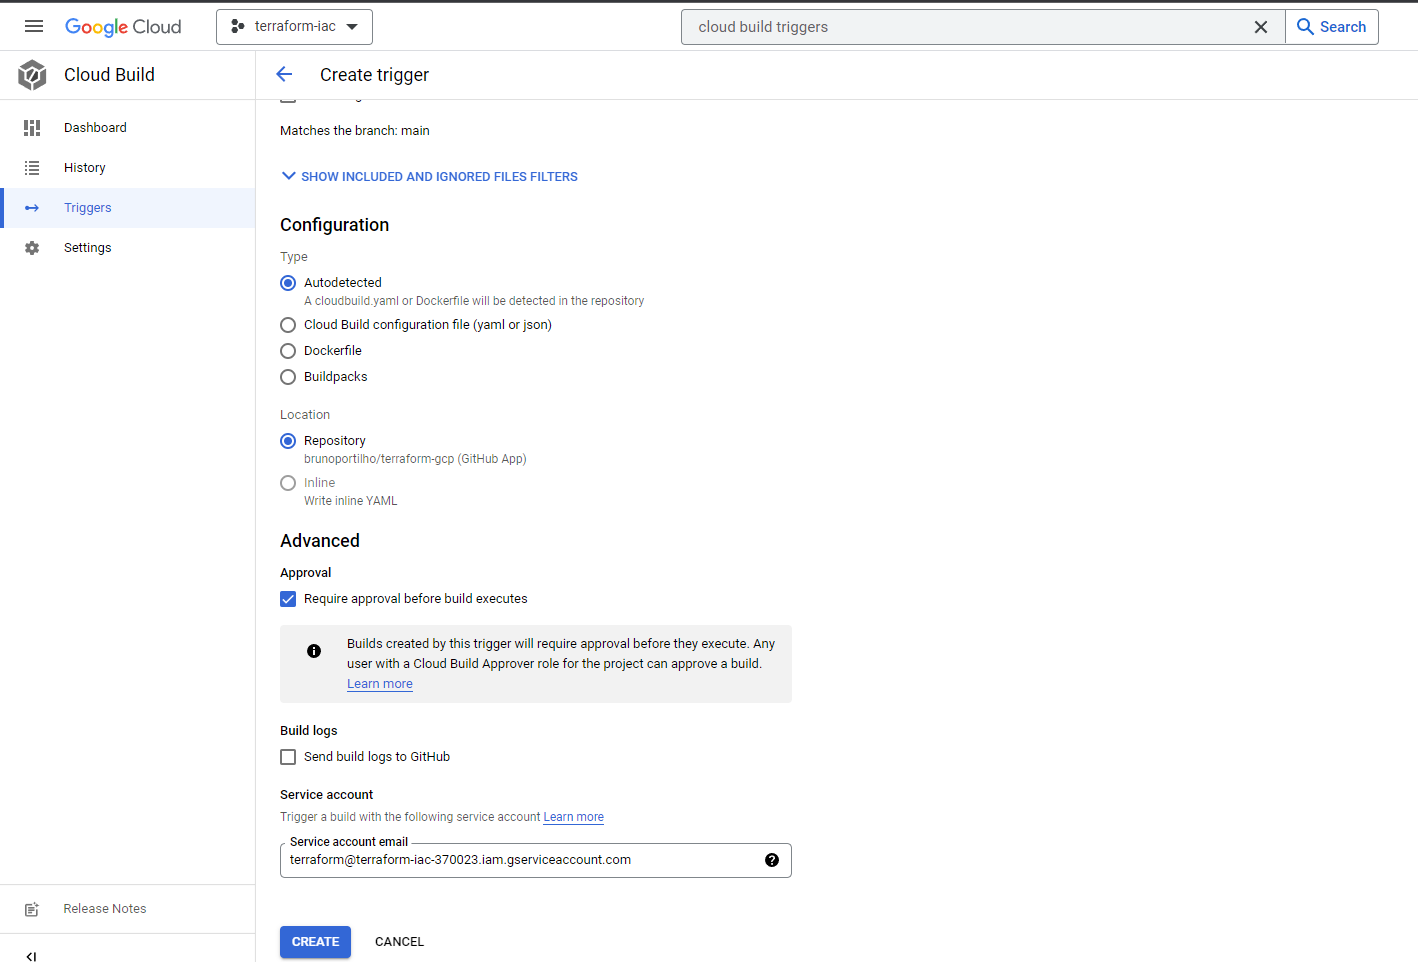 Google Cloud
terraform-iac
cloud build triggers
Search
Cloud Build
Create trigger
Dashboard
History
Triggers
Settings
Matches the branch: main
SHOW INCLUDED AND IGNORED FILES FILTERS
Configuration
Type
Autodetected
A cloudbuild.yaml or Dockerfile will be detected in the repository
Cloud Build configuration file (yaml or json)
Dockerfile
Buildpacks
Location
Repository
brunoportilho/terraform-gcp (GitHub App)
Inline
Write inline YAML
Advanced
Approval
Require approval before build executes
Builds created by this trigger will require approval before they execute. Any
user with a Cloud Build Approver role for the project can approve a build.
Learn more
Build logs
Send build logs to GitHub
Service account
Trigger a build with the following service account Learn more
Service account email
terraform@terraform-iac-370023.iam.gserviceaccount.com
CREATE
CANCEL
Release Notes